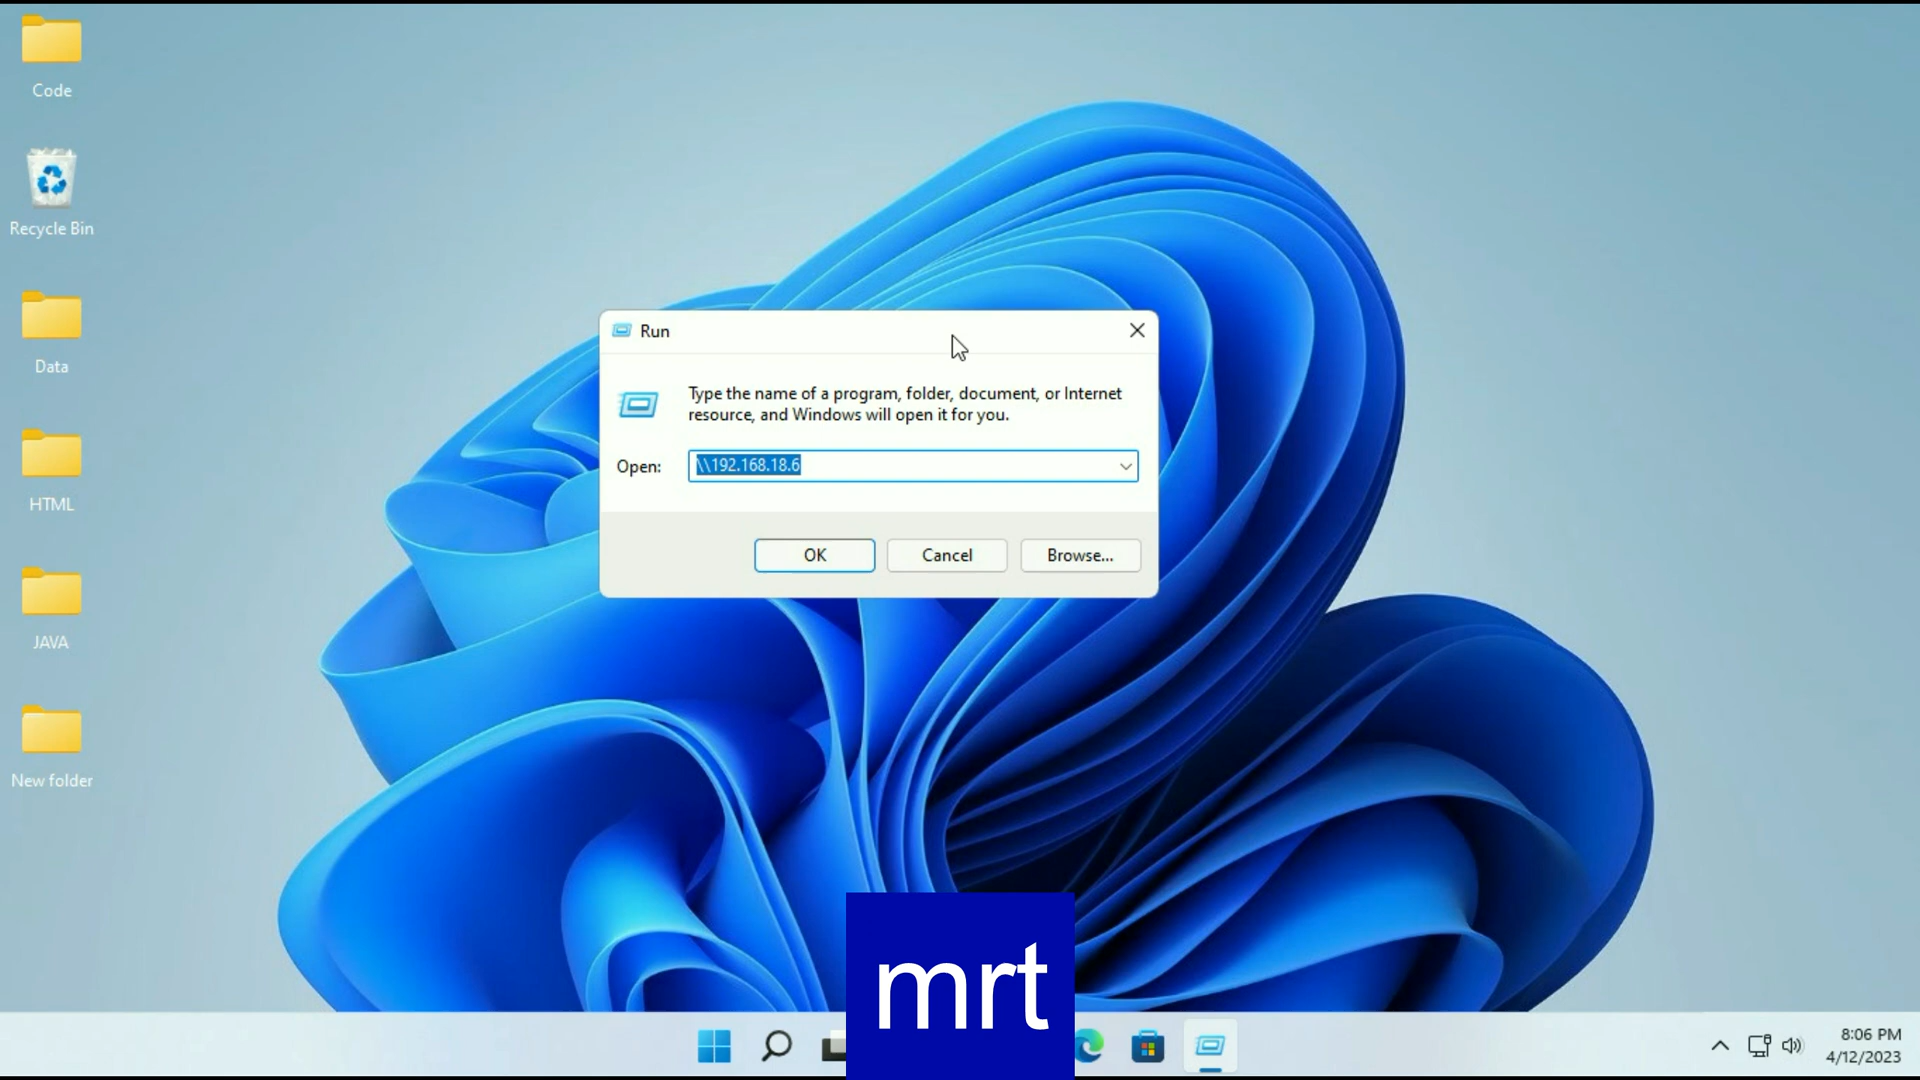 Code
Recycle Bin
Data
HTML
JAVA
New folder
Run
Type the name of a program, folder, document, or Internet
resource, and Windows will open it for you.
Open:
\\192.168.18.6
OK
Cancel
Browse...
mrt
8:06 PM
4/12/2023